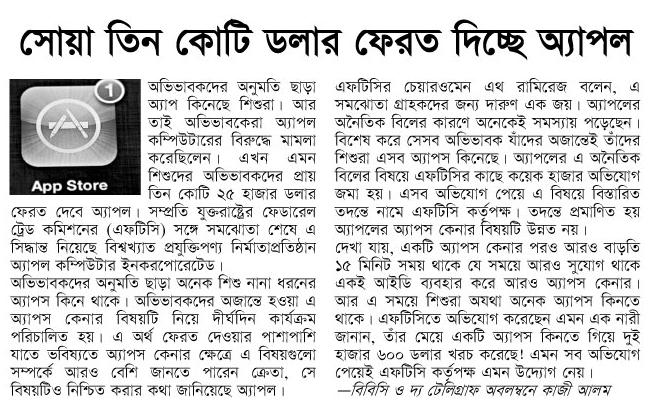 সোয়া তিন কোটি ডলার ফেরত দিচ্ছে অ্যাপল
1
App Store
অভিভাবকদের অনুমতি ছাড়া
অ্যাপ কিনেছে শিশুরা। আর
তাই অভিভাবকেরা অ্যাপল
কম্পিউটারের বিরুদ্ধে মামলা
করেছিলেন। এখন এমন
শিশুদের অভিভাবকদের প্রায়
তিন কোটি ২৫ হাজার ডলার
ফেরত দেবে অ্যাপল। সম্প্রতি যুক্তরাষ্ট্রের ফেডারেল
ট্রেড কমিশনের (এফটিসি) সঙ্গে সমঝোতা শেষে এ
সিদ্ধান্ত নিয়েছে বিশ্বখ্যাত প্রযুক্তিপণ্য নির্মাতাপ্রতিষ্ঠান
অ্যাপল কম্পিউটার ইনকরপোরেটেড।
অভিভাবকদের অনুমতি ছাড়া অনেক শিশু নানা ধরনের
অ্যাপস কিনে থাকে। অভিভাবকদের অজান্তে হওয়া এ
অ্যাপস কেনার বিষয়টি নিয়ে দীর্ঘদিন কার্যক্রম
পরিচালিত হয়। এ অর্থ ফেরত দেওয়ার পাশাপাশি
যাতে ভবিষ্যতে অ্যাপস কেনার ক্ষেত্রে এ বিষয়গুলো
সম্পর্কে আরও বেশি জানতে পারেন ক্রেতা, সে
বিষয়টিও নিশ্চিত করার কথা জানিয়েছে অ্যাপল।
এফটিসির চেয়ারওমেন এথ রামিরেজ বলেন, এ
সমঝোতা গ্রাহকদের জন্য দারুণ এক জয়। অ্যাপলের
অনৈতিক বিলের কারণে অনেকেই সমস্যায় পড়েছেন।
বিশেষ করে সেসব অভিভাবক যাঁদের অজান্তেই তাঁদের
শিশুরা এসব অ্যাপস কিনেছে। অ্যাপলের এ অনৈতিক
বিলের বিষয়ে এফটিসির কাছে কয়েক হাজার অভিযোগ
জমা হয়। এসব অভিযোগ পেয়ে এ বিষয়ে বিস্তারিত
তদন্তে নামে এফটিসি কর্তৃপক্ষ। তদন্তে প্রমাণিত হয়
অ্যাপলের অ্যাপস কেনার বিষয়টি উন্নত নয়।
দেখা যায়, একটি অ্যাপস কেনার পরও আরও বাড়তি
১৫ মিনিট সময় থাকে যে সময়ে আরও সুযোগ থাকে
একই আইডি ব্যবহার করে আরও অ্যাপস কেনার।
আর এ সময়ে শিশুরা অযথা অনেক অ্যাপস কিনতে
থাকে। এফটিসিতে অভিযোগ করেছেন এমন এক নারী
জানান, তাঁর মেয়ে একটি অ্যাপস কিনতে গিয়ে দুই
হাজার ৬০০ ডলার খরচ করেছে! এমন সব অভিযোগ
পেয়েই এফটিসি কর্তৃপক্ষ এমন উদ্যোগ নেয়।
—বিবিসি ও দ্য টেলিগ্রাফ অবলম্বনে কাজী আলম